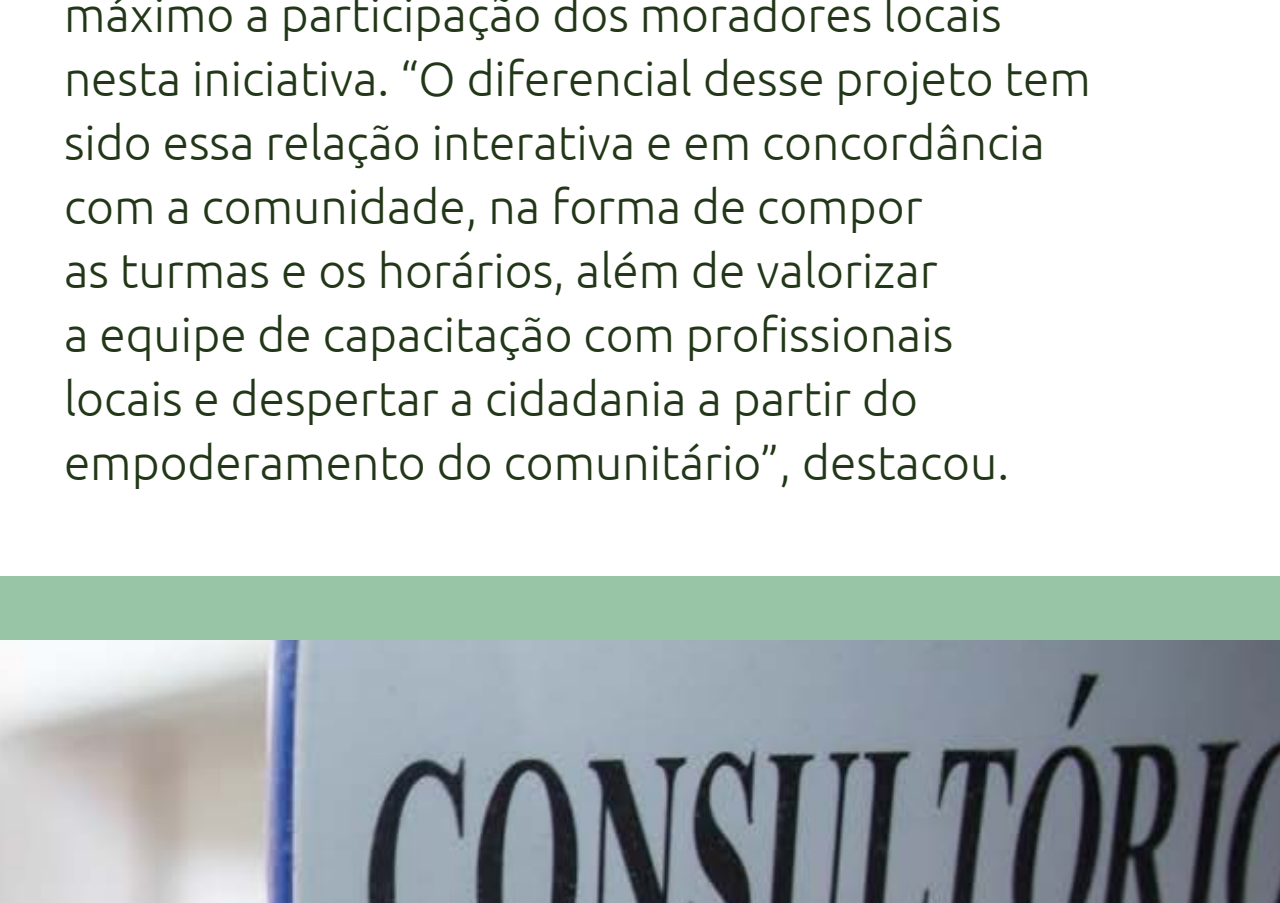 máximo a participação dos moradores locais
nesta iniciativa. “O diferencial desse projeto tem
sido essa relação interativa e em concordância
com a comunidade, na forma de compor
as turmas e os horários, além de valorizar
a equipe de capacitação com profissionais
locais e despertar a cidadania a partir do
empoderamento do comunitário”, destacou.
CONSULTÓRIO